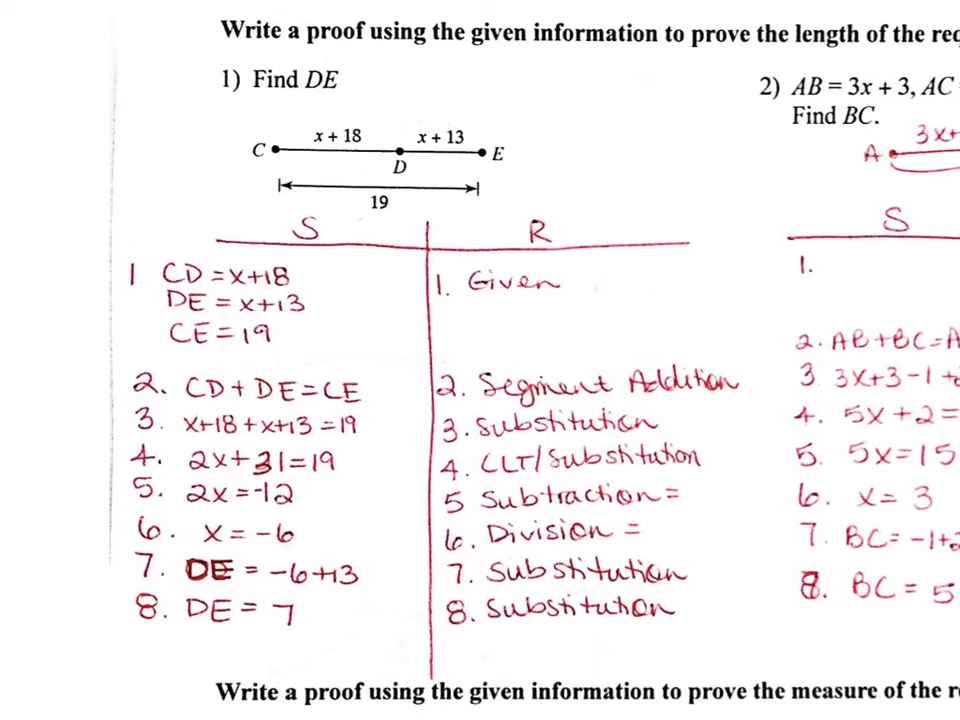 Write a proof using the given information to prove the length of the
1) Find DE
x + 18
x + 13
C
D
E
19
S
R
1 CD = x+18
DE = x+13
CE = 19
1. Given
2. CD + DE = CE
2. Segment Addition
3. x+18 + x+13 = 19
3. Substitution
4. 2x+31 = 19
4. CLT/Substitution
5. 2x = -12
5 Subtraction =
6. x = -6
6. Division =
7. DE = -6+13
7. Substitution
8. DE = 7
8. Substitution
2) AB = 3x + 3, AC
Find BC.
3x+
A
S
1.
2. AB + BC = A
3. 3x+3 -1 +2
4. 5x + 2 =
5. 5x = 15
6. x = 3
7. BC = -1+2
8. BC = 5
Write a proof using the given information to prove the measure of the